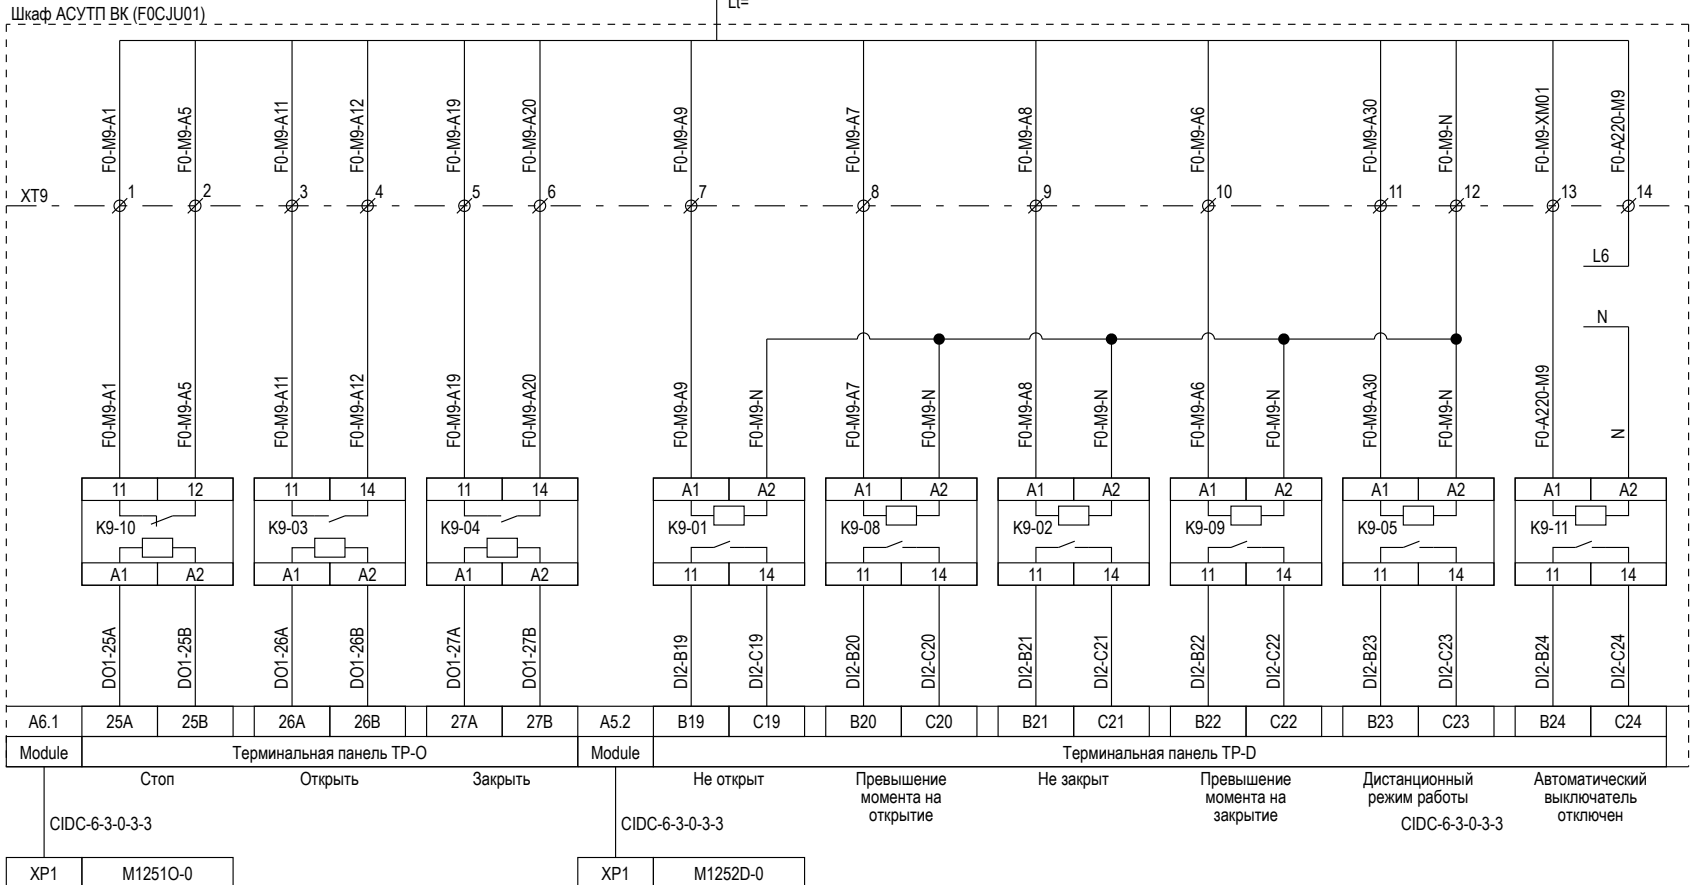 Шкаф АСУТП ВК (F0CJU01)
Lt=
F0-M9-A1
F0-M9-A5
F0-M9-A11
F0-M9-A12
F0-M9-A19
F0-M9-A20
F0-M9-A9
F0-M9-A7
F0-M9-A8
F0-M9-A6
F0-M9-A30
F0-M9-N
F0-M9-XM01
F0-A220-M9
XT9
1
2
3
4
5
6
7
8
9
10
11
12
13
14
L6
N
F0-M9-A1
F0-M9-A5
F0-M9-A11
F0-M9-A12
F0-M9-A19
F0-M9-A20
F0-M9-A9
F0-M9-N
F0-M9-A7
F0-M9-N
F0-M9-A8
F0-M9-N
F0-M9-A6
F0-M9-N
F0-M9-A30
F0-M9-N
F0-A220-M9
N
11 12
11 14
11 14
A1 A2
A1 A2
A1 A2
A1 A2
A1 A2
A1 A2
K9-10
K9-03
K9-04
K9-01
K9-08
K9-02
K9-09
K9-05
K9-11
A1 A2
A1 A2
A1 A2
11 14
11 14
11 14
11 14
11 14
11 14
DO1-25A
DO1-25B
DO1-26A
DO1-26B
DO1-27A
DO1-27B
DI2-B19
DI2-C19
DI2-B20
DI2-C20
DI2-B21
DI2-C21
DI2-B22
DI2-C22
DI2-B23
DI2-C23
DI2-B24
DI2-C24
A6.1 25A 25B 26A 26B 27A 27B A5.2 B19 C19 B20 C20 B21 C21 B22 C22 B23 C23 B24 C24
Module Терминальная панель TP-O Module Терминальная панель TP-D
Стоп
Открыть
Закрыть
Не открыт
Превышение
момента на
открытие
Не закрыт
Превышение
момента на
закрытие
Дистанционный
режим работы
Автоматический
выключатель
отключен
CIDC-6-3-0-3-3
CIDC-6-3-0-3-3
CIDC-6-3-0-3-3
XP1 M1251O-0
XP1 M1252D-0